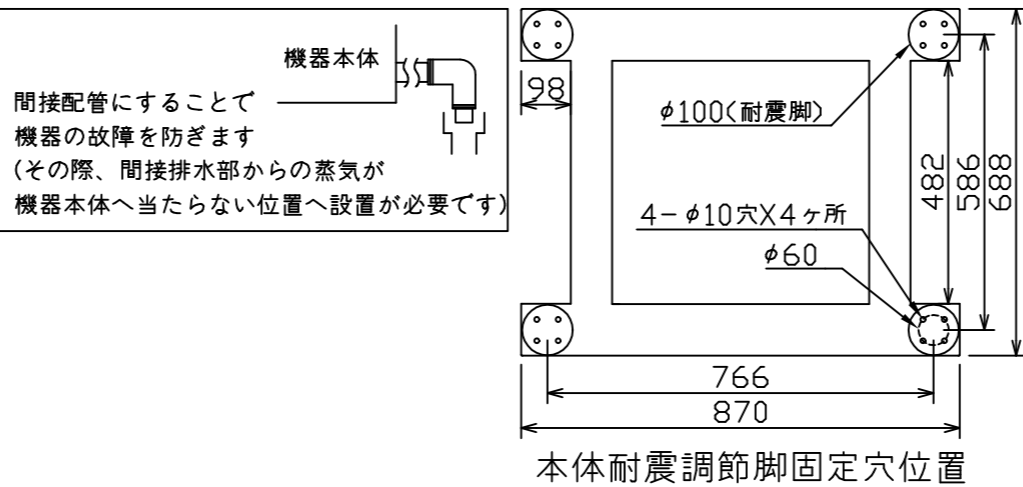 機器本体
間接配管にすることで
機器の故障を防ぎます
(その際、間接排水部からの蒸気が
機器本体へ当たらない位置へ設置が必要です)
98
φ100(耐震脚)
4-φ10穴X4ヶ所
φ60
482
586
688
766
870
本体耐震調節脚固定穴位置